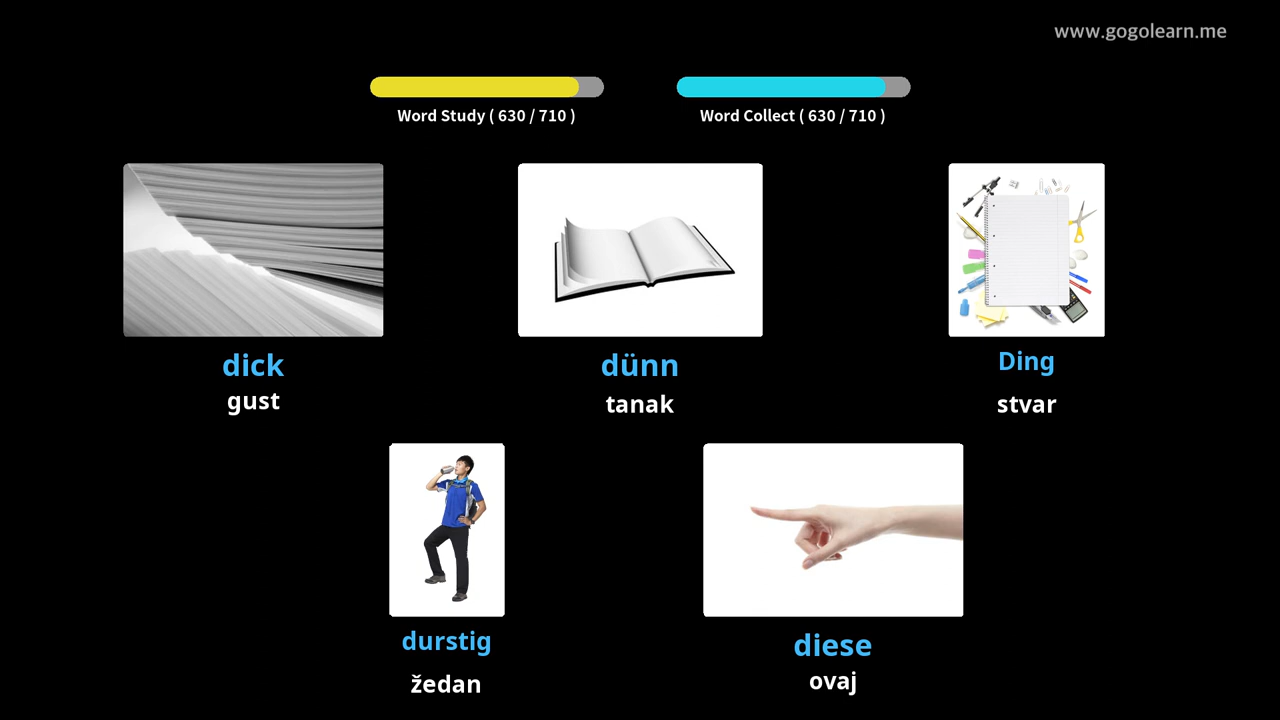 www.gogolearn.me
Word Study ( 630 / 710 )
Word Collect ( 630 / 710 )
dick
gust
dünn
tanak
Ding
stvar
durstig
žedan
diese
ovaj